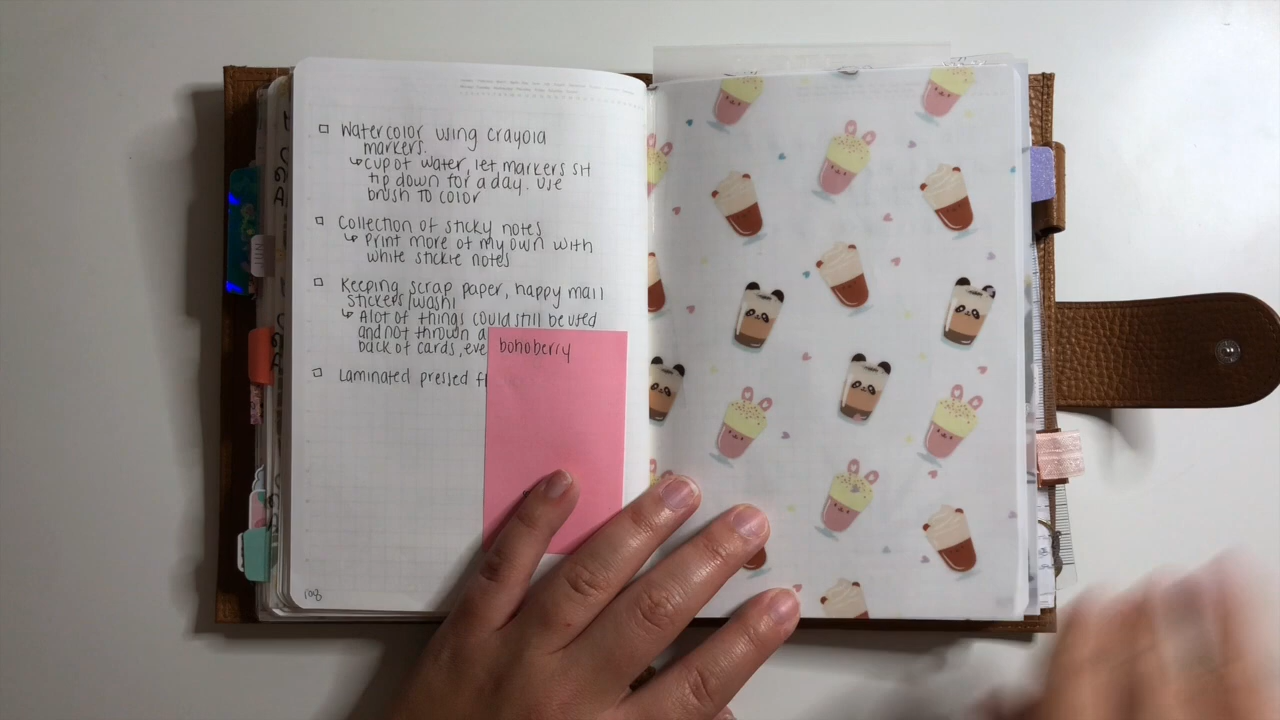 Watercolor using crayola
markers.
↳ cup of water, let markers sit
tip down for a day. use
brush to color
Collection of sticky notes
↳ Print more of my own with
white stickie notes
Keeping scrap paper, happy mail
stickers/washi
↳ Alot of things could still be used
and not thrown a
back of cards, eve
Laminated pressed fl
bohoberry
108